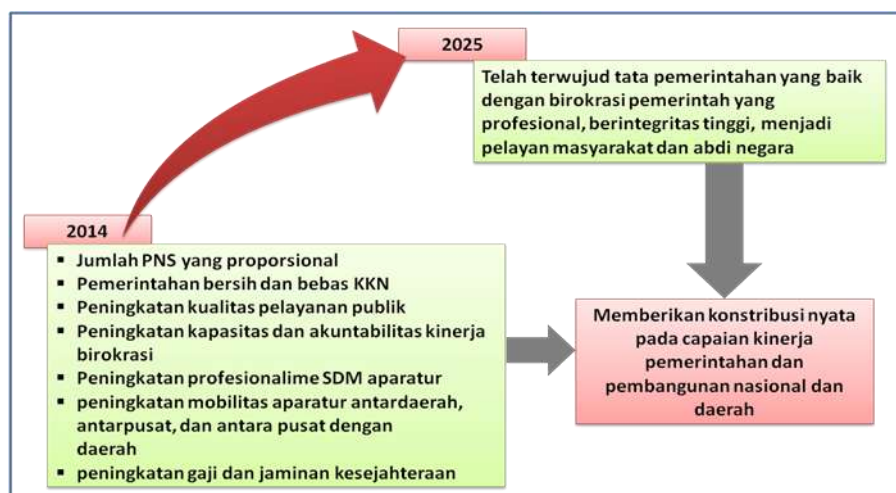 2025
Telah terwujud tata pemerintahan yang baik
dengan birokrasi pemerintah yang
profesional, berintegritas tinggi, menjadi
pelayan masyarakat dan abdi negara
2014
▪ Jumlah PNS yang proporsional
▪ Pemerintahan bersih dan bebas KKN
▪ Peningkatan kualitas pelayanan publik
▪ Peningkatan kapasitas dan akuntabilitas kinerja
birokrasi
▪ Peningkatan profesionalime SDM aparatur
▪ peningkatan mobilitas aparatur antardaerah,
antarpusat, dan antara pusat dengan
daerah
▪ peningkatan gaji dan jaminan kesejahteraan
Memberikan konstribusi nyata
pada capaian kinerja
pemerintahan dan
pembangunan nasional dan
daerah